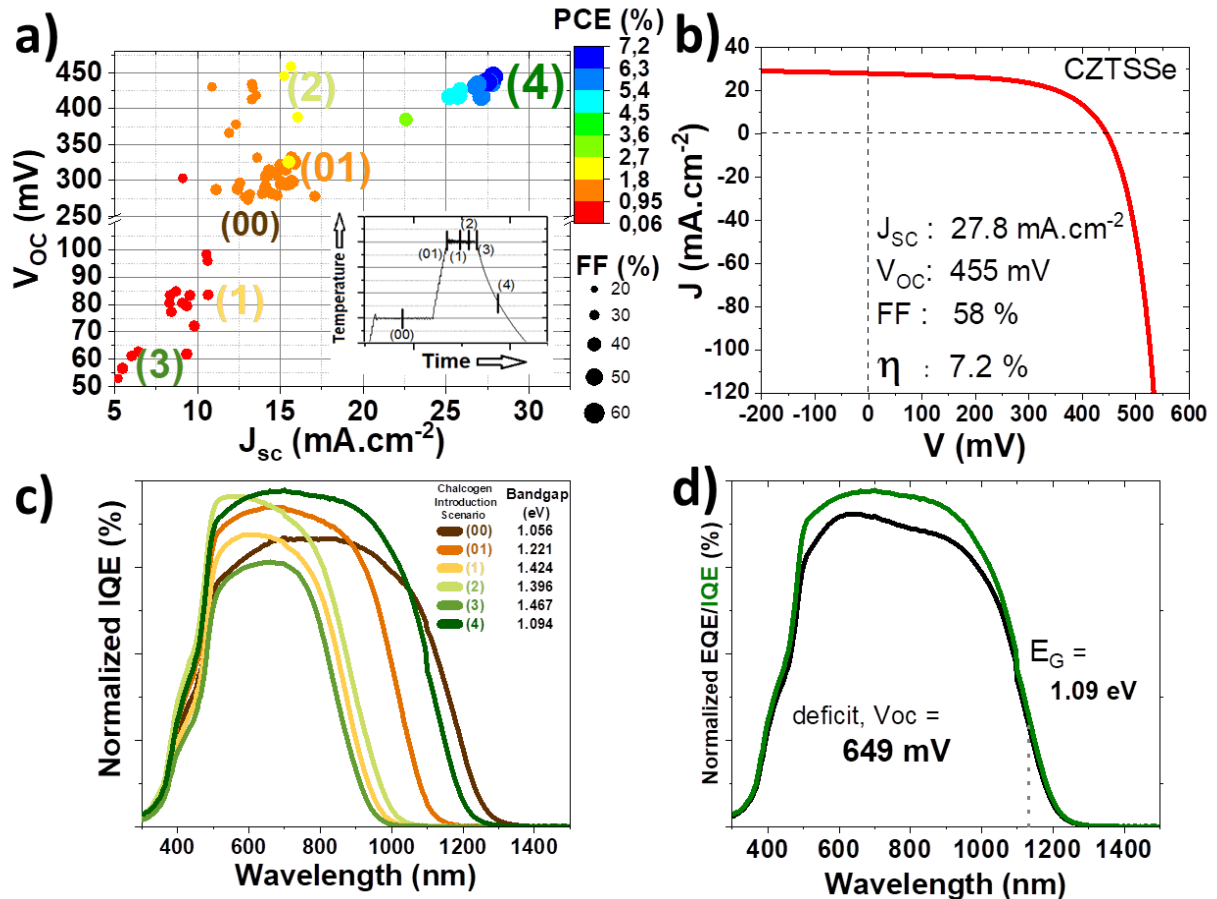 a)
PCE (%)
7,2
6,3
5,4
4,5
3,6
2.7
1,8
0,95
0,06
450
400
350
300
250
100
90
80
70
60
50
V_OC (mV)
(2)
(4)
(01)
(00)
(1)
(3)
Temperature
(01)
(2)
(1)
(3)
(4)
(00)
Time
FF (%)
20
30
40
50
60
5 10 15 20 25 30
J_sc (mA.cm⁻²)
b)
CZTSSe
40
20
0
-20
-40
-60
-80
-100
-120
J (mA.cm⁻²)
J_SC : 27.8 mA.cm⁻²
V_OC: 455 mV
FF : 58 %
η : 7.2 %
-200 -100 0 100 200 300 400 500 600
V (mV)
c)
Normalized IQE (%)
Chalcogen Introduction Scenario
Bandgap (eV)
(00) 1.056
(01) 1.221
(1) 1.424
(2) 1.396
(3) 1.467
(4) 1.094
400 600 800 1000 1200 1400
Wavelength (nm)
d)
Normalized EQE/IQE (%)
E_G =
1.09 eV
deficit, Voc =
649 mV
400 600 800 1000 1200 1400
Wavelength (nm)